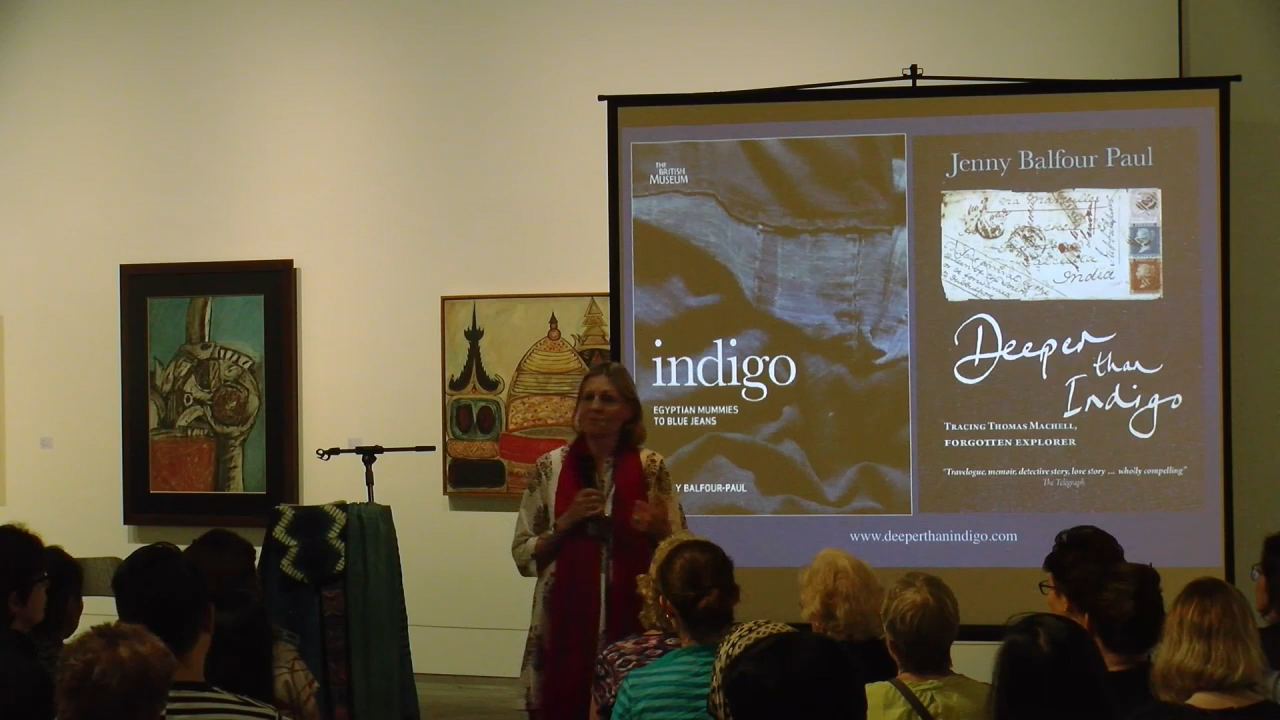 THE
BRITISH
MUSEUM
indigo
EGYPTIAN MUMMIES
TO BLUE JEANS
Y BALFOUR-PAUL
Jenny Balfour Paul
India
Deeper
than
Indigo
TRACING THOMAS MACHELL,
FORGOTTEN EXPLORER
"Travelogue, memoir, detective story, love story ... wholly compelling"
The Telegraph
www.deeperthanindigo.com